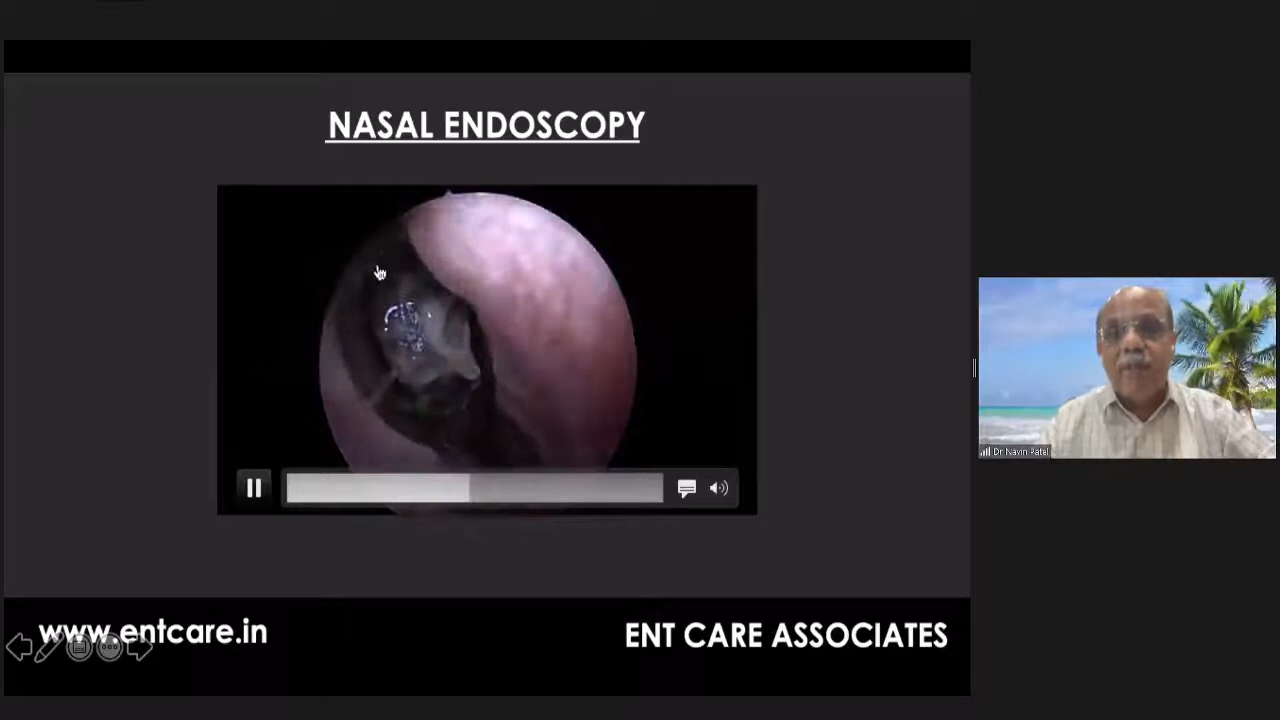 NASAL ENDOSCOPY
Dr Navin Patel
www.entcare.in
ENT CARE ASSOCIATES